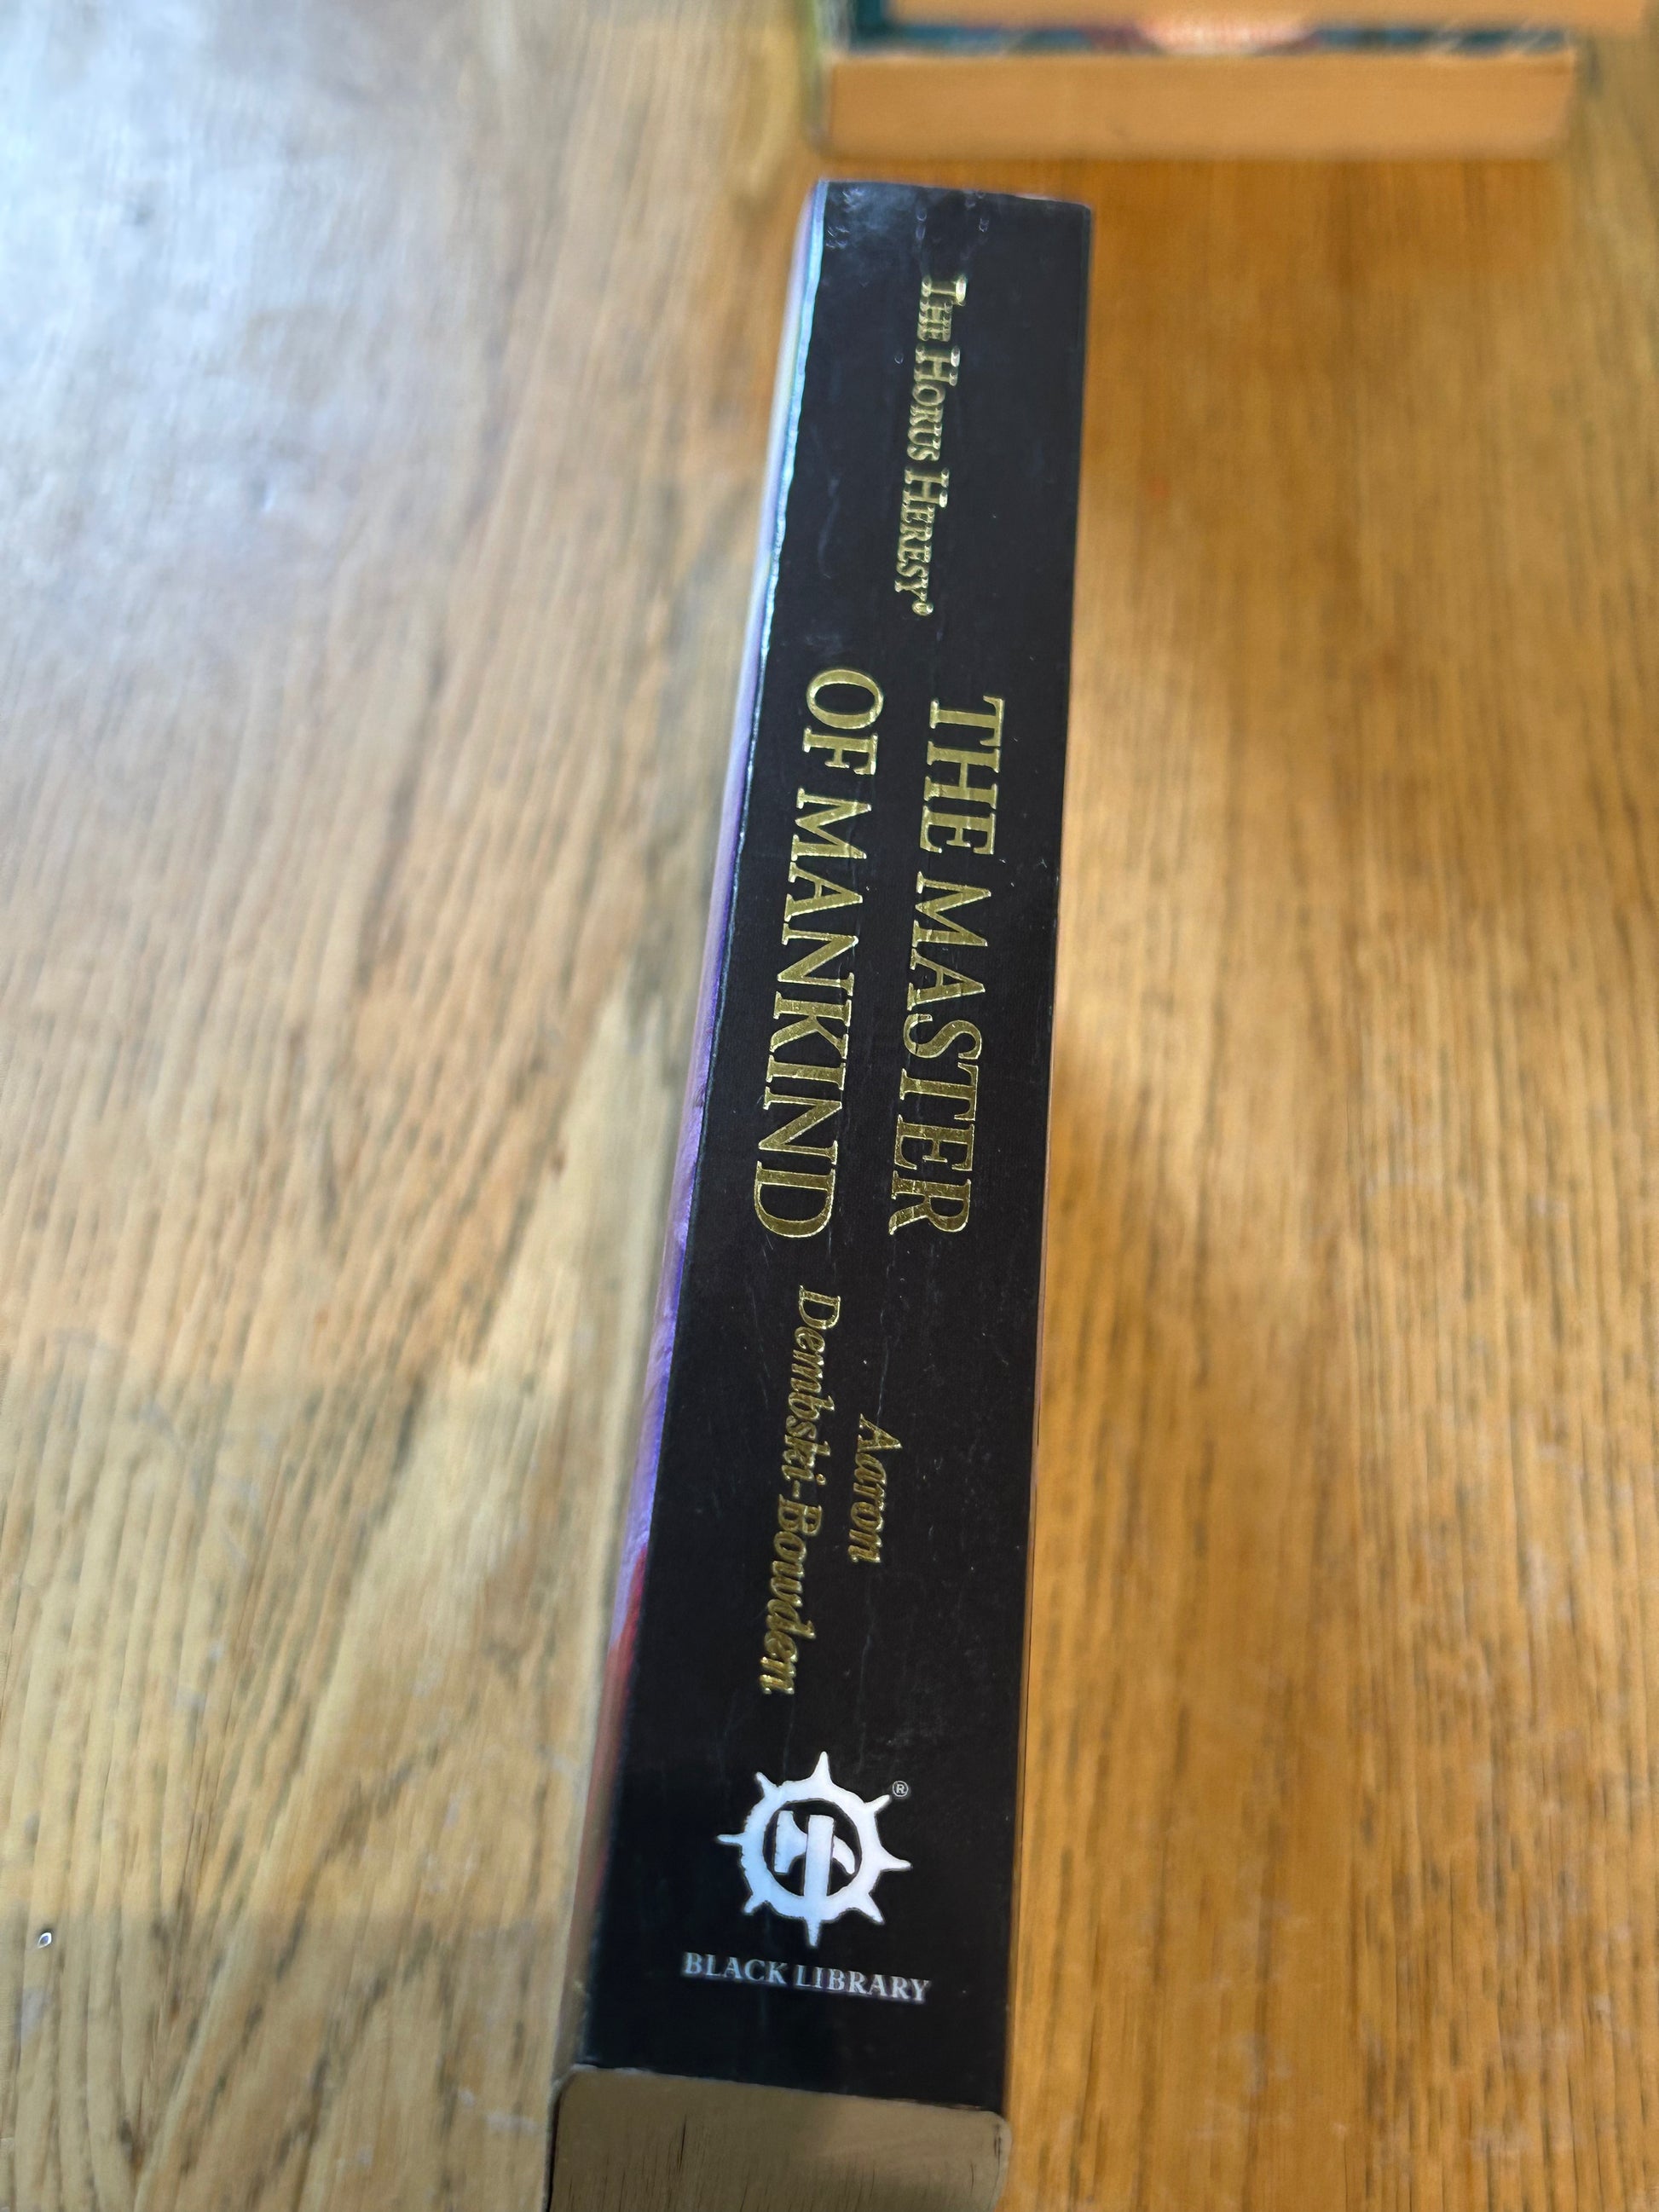 THE HORUS HERESY®
THE MASTER
OF MANKIND
Aaron
Dembski-Bowden
®
BLACK LIBRARY